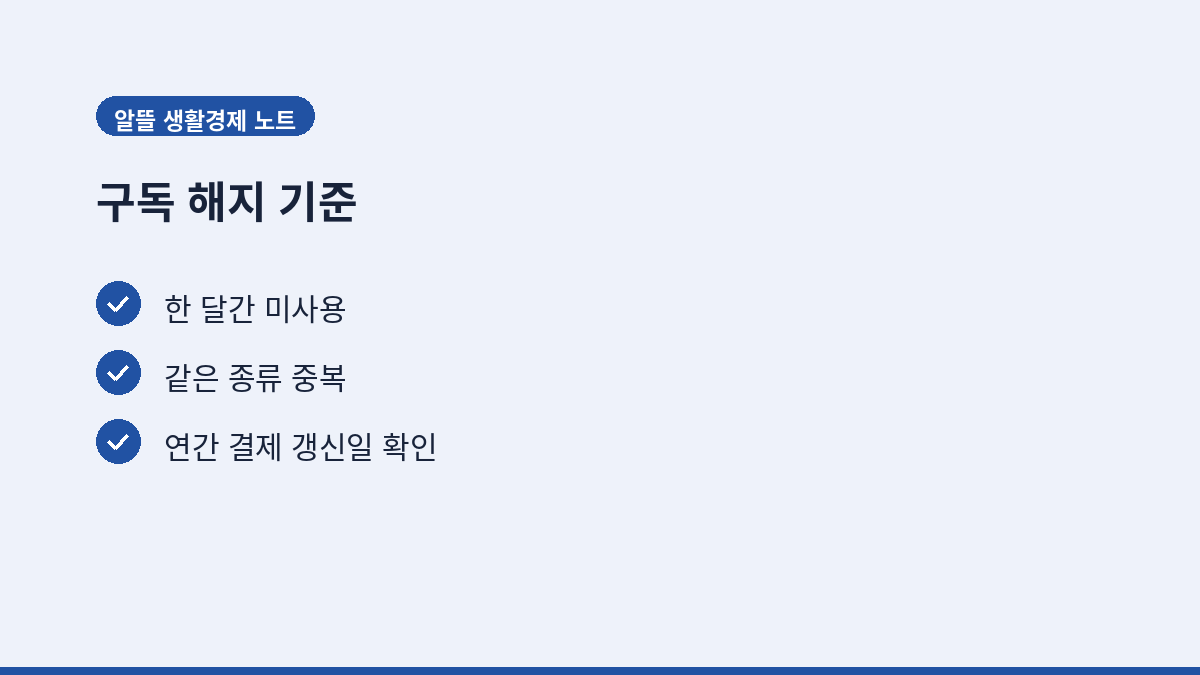 알뜰 생활경제 노트
구독 해지 기준
한 달간 미사용
같은 종류 중복
연간 결제 갱신일 확인